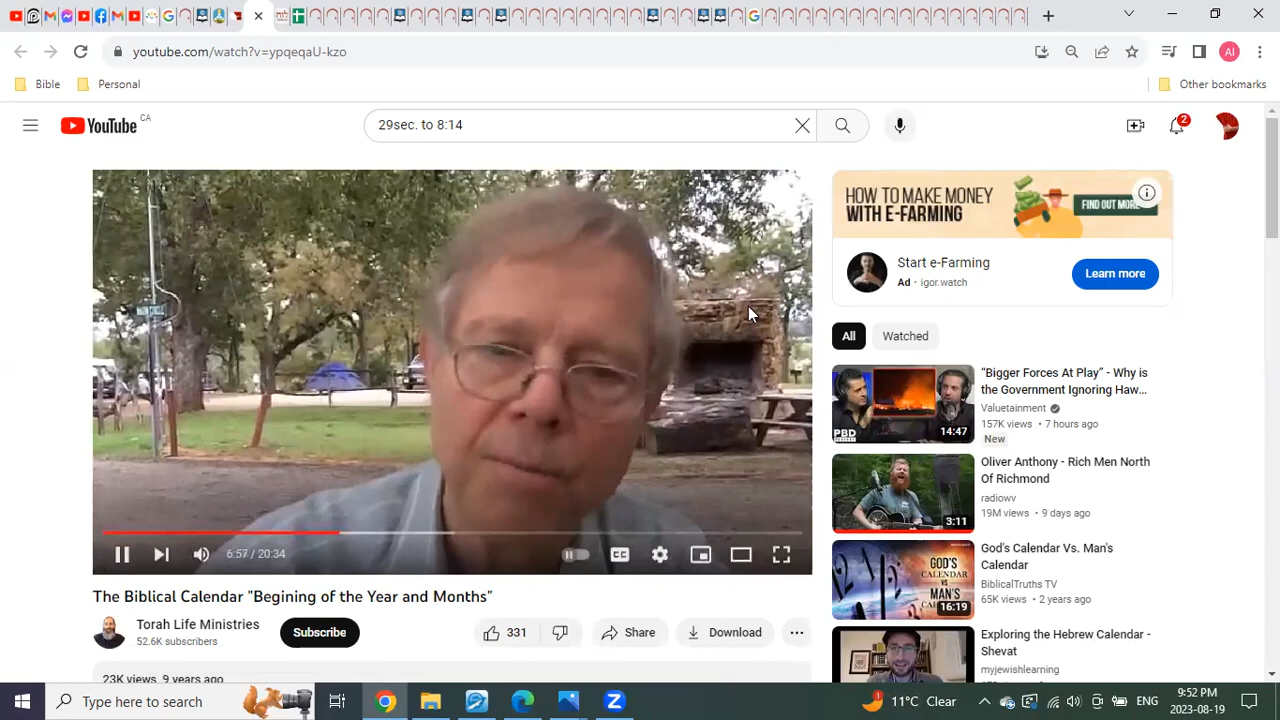 youtube.com/watch?v=ypqeqaU-kzo
AI
Bible
Personal
Other bookmarks
YouTube CA
29sec. to 8:14
2
HOW TO MAKE MONEY
WITH E-FARMING
FIND OUT MORE
Start e-Farming
Ad · igor.watch
Learn more
All
Watched
"Bigger Forces At Play" - Why is
the Government Ignoring Haw...
Valuetainment
157K views • 7 hours ago
New
PBD
PODCAST
14:47
Oliver Anthony - Rich Men North
Of Richmond
radiowv
19M views • 9 days ago
3:11
God's Calendar Vs. Man's
Calendar
BiblicalTruths TV
65K views • 2 years ago
GOD'S
CALENDAR
VS
MAN'S
16:19
Exploring the Hebrew Calendar -
Shevat
myjewishlearning
6:57 / 20:34
CC
The Biblical Calendar "Begining of the Year and Months"
Torah Life Ministries
52.6K subscribers
Subscribe
331
Share
Download
23K views  9 years ago
Type here to search
1
11°C Clear
ENG
9:52 PM
2023-08-19